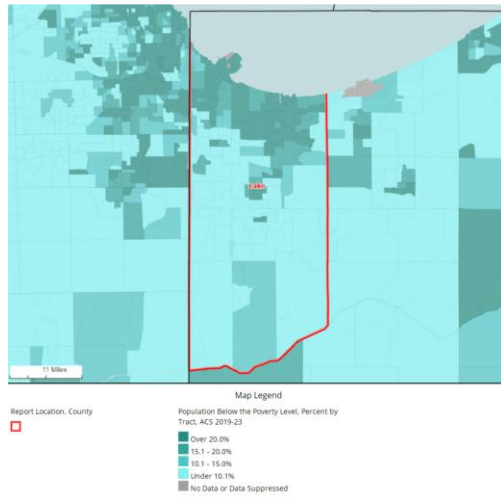 Lake
11 Miles
Map Legend
Report Location, County
Population Below the Poverty Level, Percent by
Tract, ACS 2019-23
Over 20.0%
15.1 - 20.0%
10.1 - 15.0%
Under 10.1%
No Data or Data Suppressed